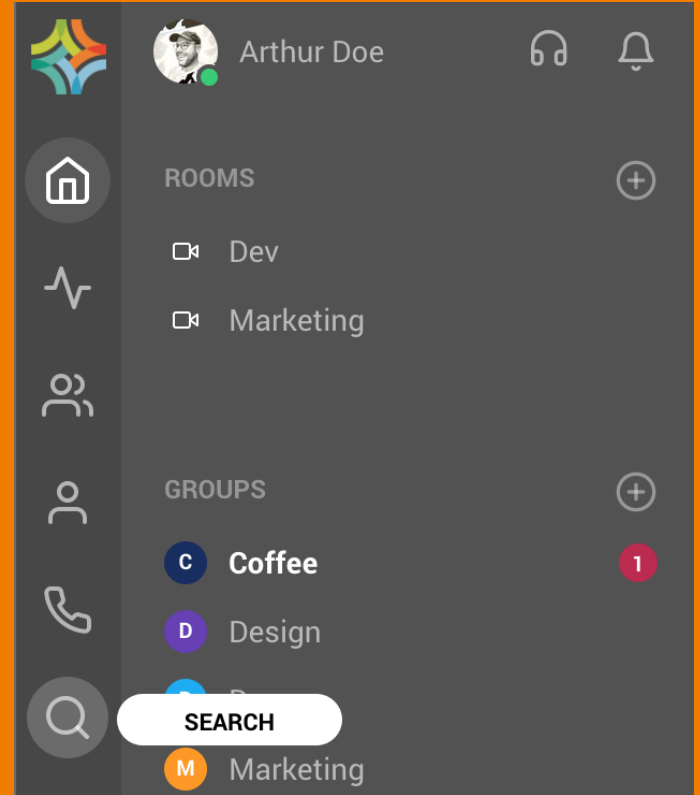 Arthur Doe
ROOMS
Dev
Marketing
GROUPS
C Coffee 1
D Design
SEARCH
M Marketing